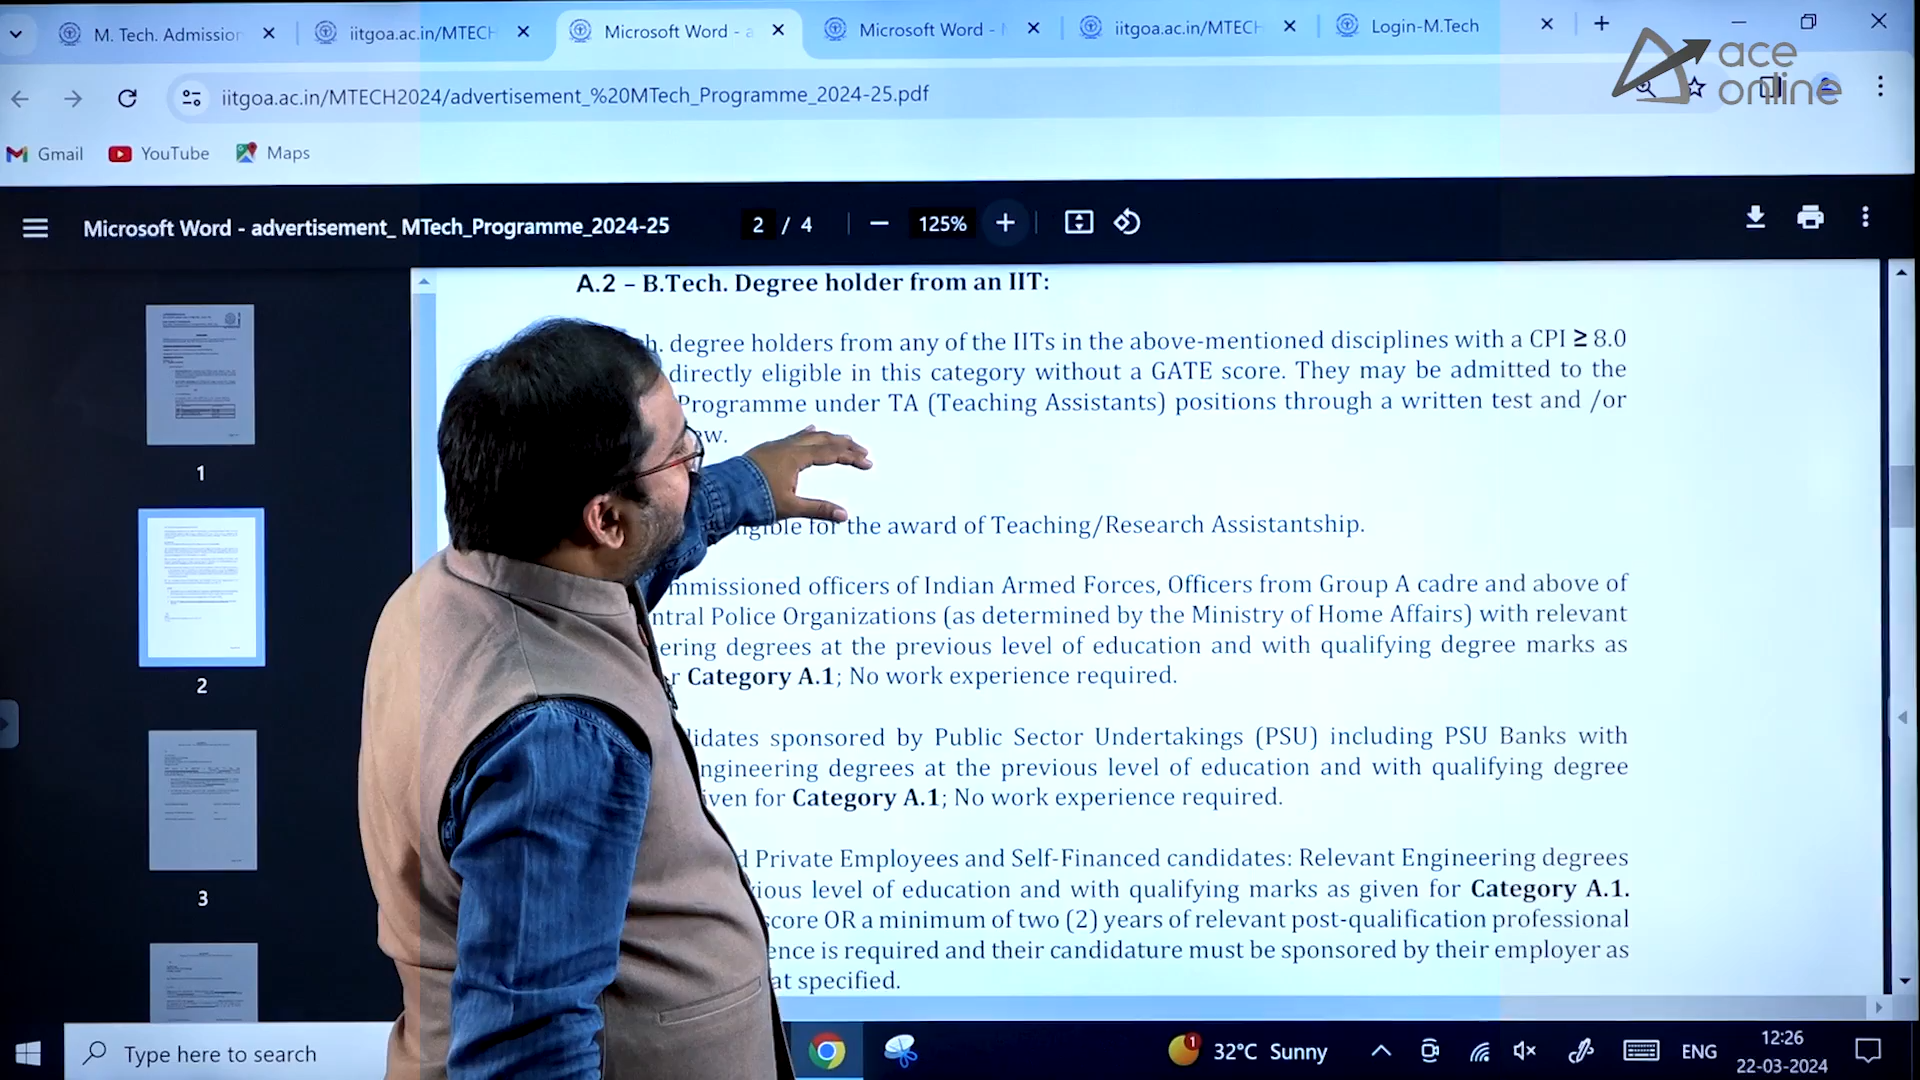 M. Tech. Admission
iitgoa.ac.in/MTECH
Microsoft Word - a
Microsoft Word -
iitgoa.ac.in/MTECH
Login-M.Tech
ace
online
iitgoa.ac.in/MTECH2024/advertisement_%20MTech_Programme_2024-25.pdf
Gmail
YouTube
Maps
Microsoft Word - advertisement_ MTech_Programme_2024-25
2 / 4
125%
A.2 – B.Tech. Degree holder from an IIT:
h. degree holders from any of the IITs in the above-mentioned disciplines with a CPI ≥ 8.0
directly eligible in this category without a GATE score. They may be admitted to the
Programme under TA (Teaching Assistants) positions through a written test and /or
ew.
for the award of Teaching/Research Assistantship.
mmissioned officers of Indian Armed Forces, Officers from Group A cadre and above of
ntral Police Organizations (as determined by the Ministry of Home Affairs) with relevant
ering degrees at the previous level of education and with qualifying degree marks as
r Category A.1; No work experience required.
didates sponsored by Public Sector Undertakings (PSU) including PSU Banks with
ngineering degrees at the previous level of education and with qualifying degree
iven for Category A.1; No work experience required.
d Private Employees and Self-Financed candidates: Relevant Engineering degrees
vious level of education and with qualifying marks as given for Category A.1.
score OR a minimum of two (2) years of relevant post-qualification professional
ence is required and their candidature must be sponsored by their employer as
at specified.
1
2
3
Type here to search
1
32°C Sunny
ENG
12:26
22-03-2024